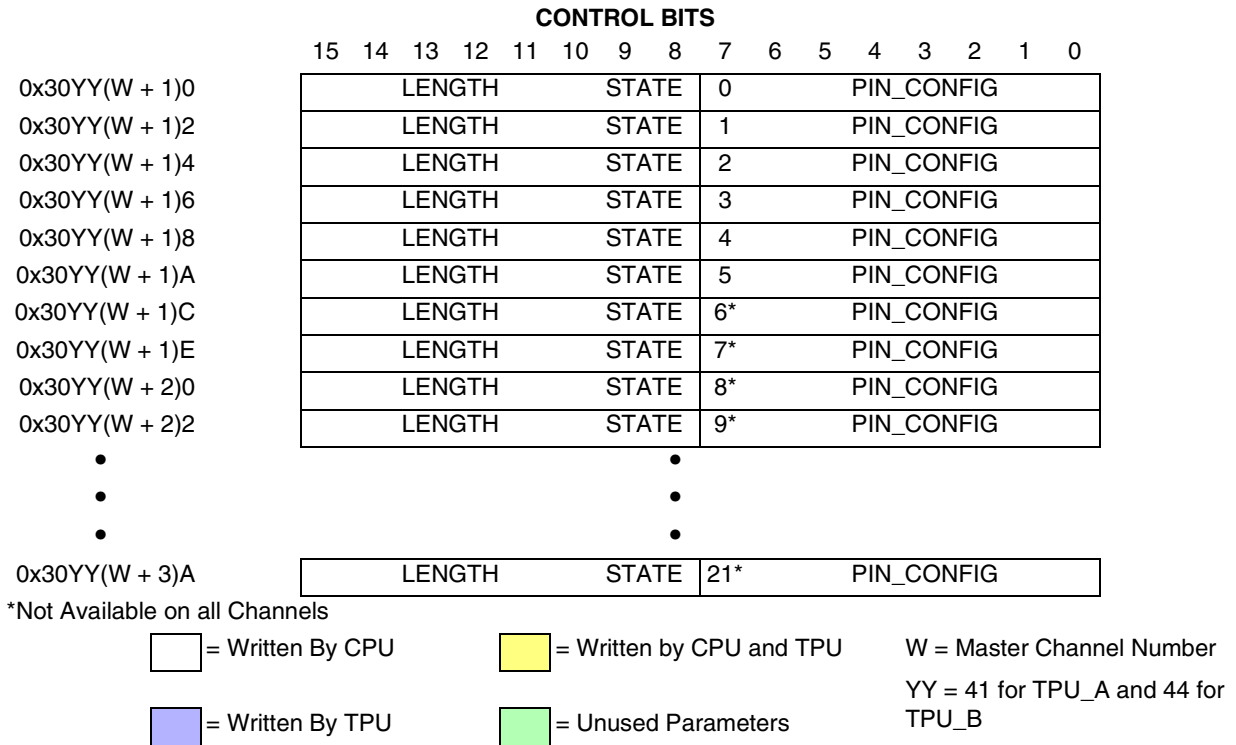 CONTROL BITS
15 14 13 12 11 10 9 8 7 6 5 4 3 2 1 0
0x30YY(W + 1)0 LENGTH STATE 0 PIN_CONFIG
0x30YY(W + 1)2 LENGTH STATE 1 PIN_CONFIG
0x30YY(W + 1)4 LENGTH STATE 2 PIN_CONFIG
0x30YY(W + 1)6 LENGTH STATE 3 PIN_CONFIG
0x30YY(W + 1)8 LENGTH STATE 4 PIN_CONFIG
0x30YY(W + 1)A LENGTH STATE 5 PIN_CONFIG
0x30YY(W + 1)C LENGTH STATE 6* PIN_CONFIG
0x30YY(W + 1)E LENGTH STATE 7* PIN_CONFIG
0x30YY(W + 2)0 LENGTH STATE 8* PIN_CONFIG
0x30YY(W + 2)2 LENGTH STATE 9* PIN_CONFIG
• •
• •
• •
0x30YY(W + 3)A LENGTH STATE 21* PIN_CONFIG
*Not Available on all Channels
= Written By CPU = Written by CPU and TPU W = Master Channel Number
= Written By TPU = Unused Parameters YY = 41 for TPU_A and 44 for
TPU_B